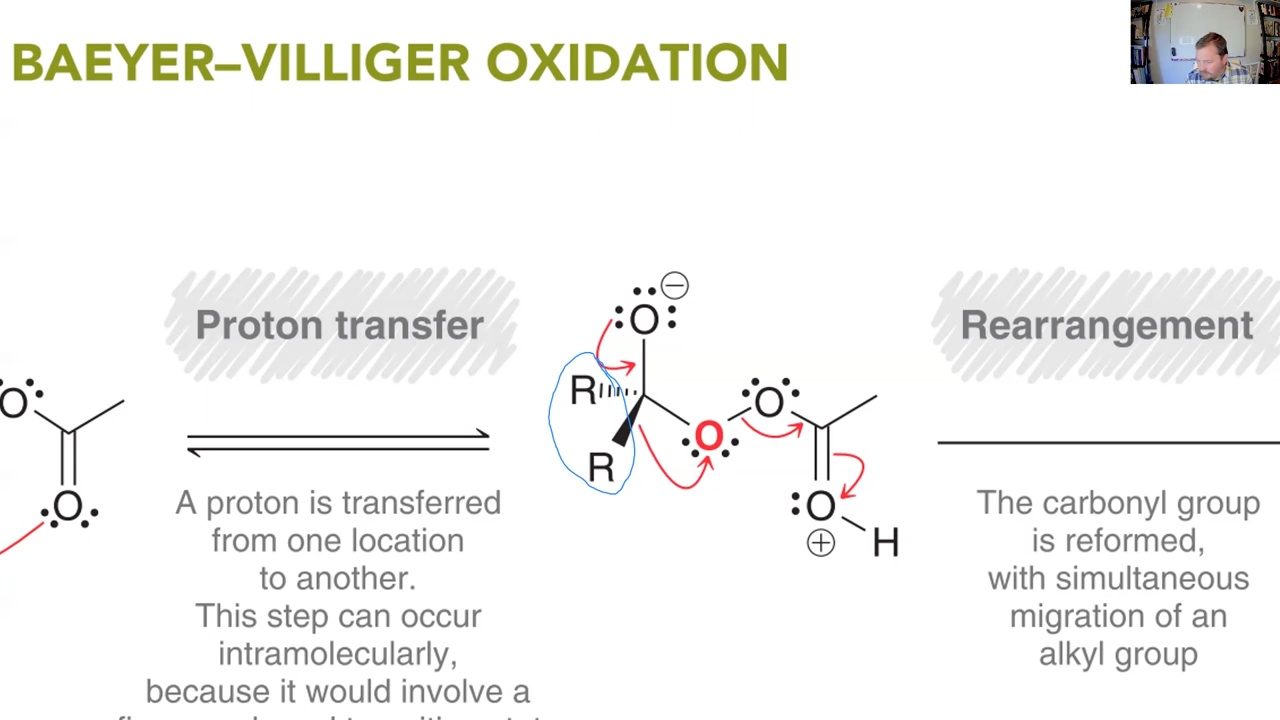 BAEYER–VILLIGER OXIDATION
Proton transfer
A proton is transferred
from one location
to another.
This step can occur
intramolecularly,
because it would involve a
O
O
O
R
R
O
O
O
H
Rearrangement
The carbonyl group
is reformed,
with simultaneous
migration of an
alkyl group